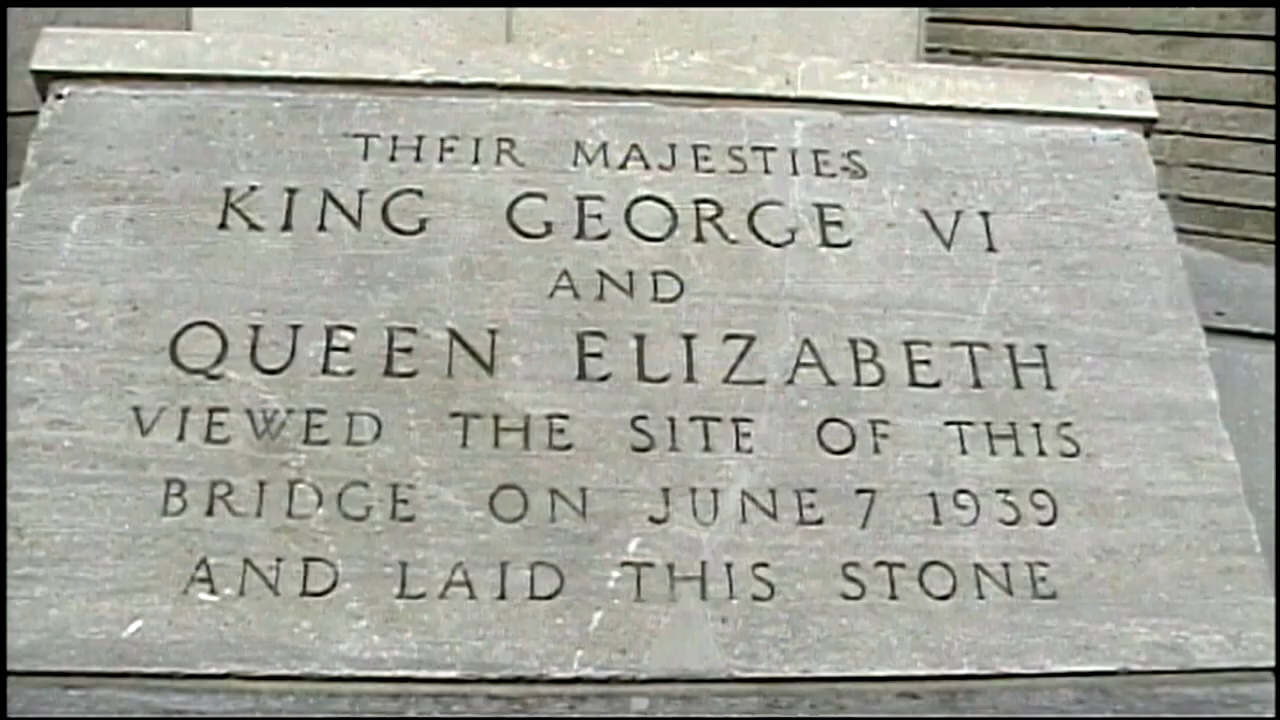 THEIR MAJESTIES
KING GEORGE VI
AND
QUEEN ELIZABETH
VIEWED THE SITE OF THIS
BRIDGE ON JUNE 7 1939
AND LAID THIS STONE